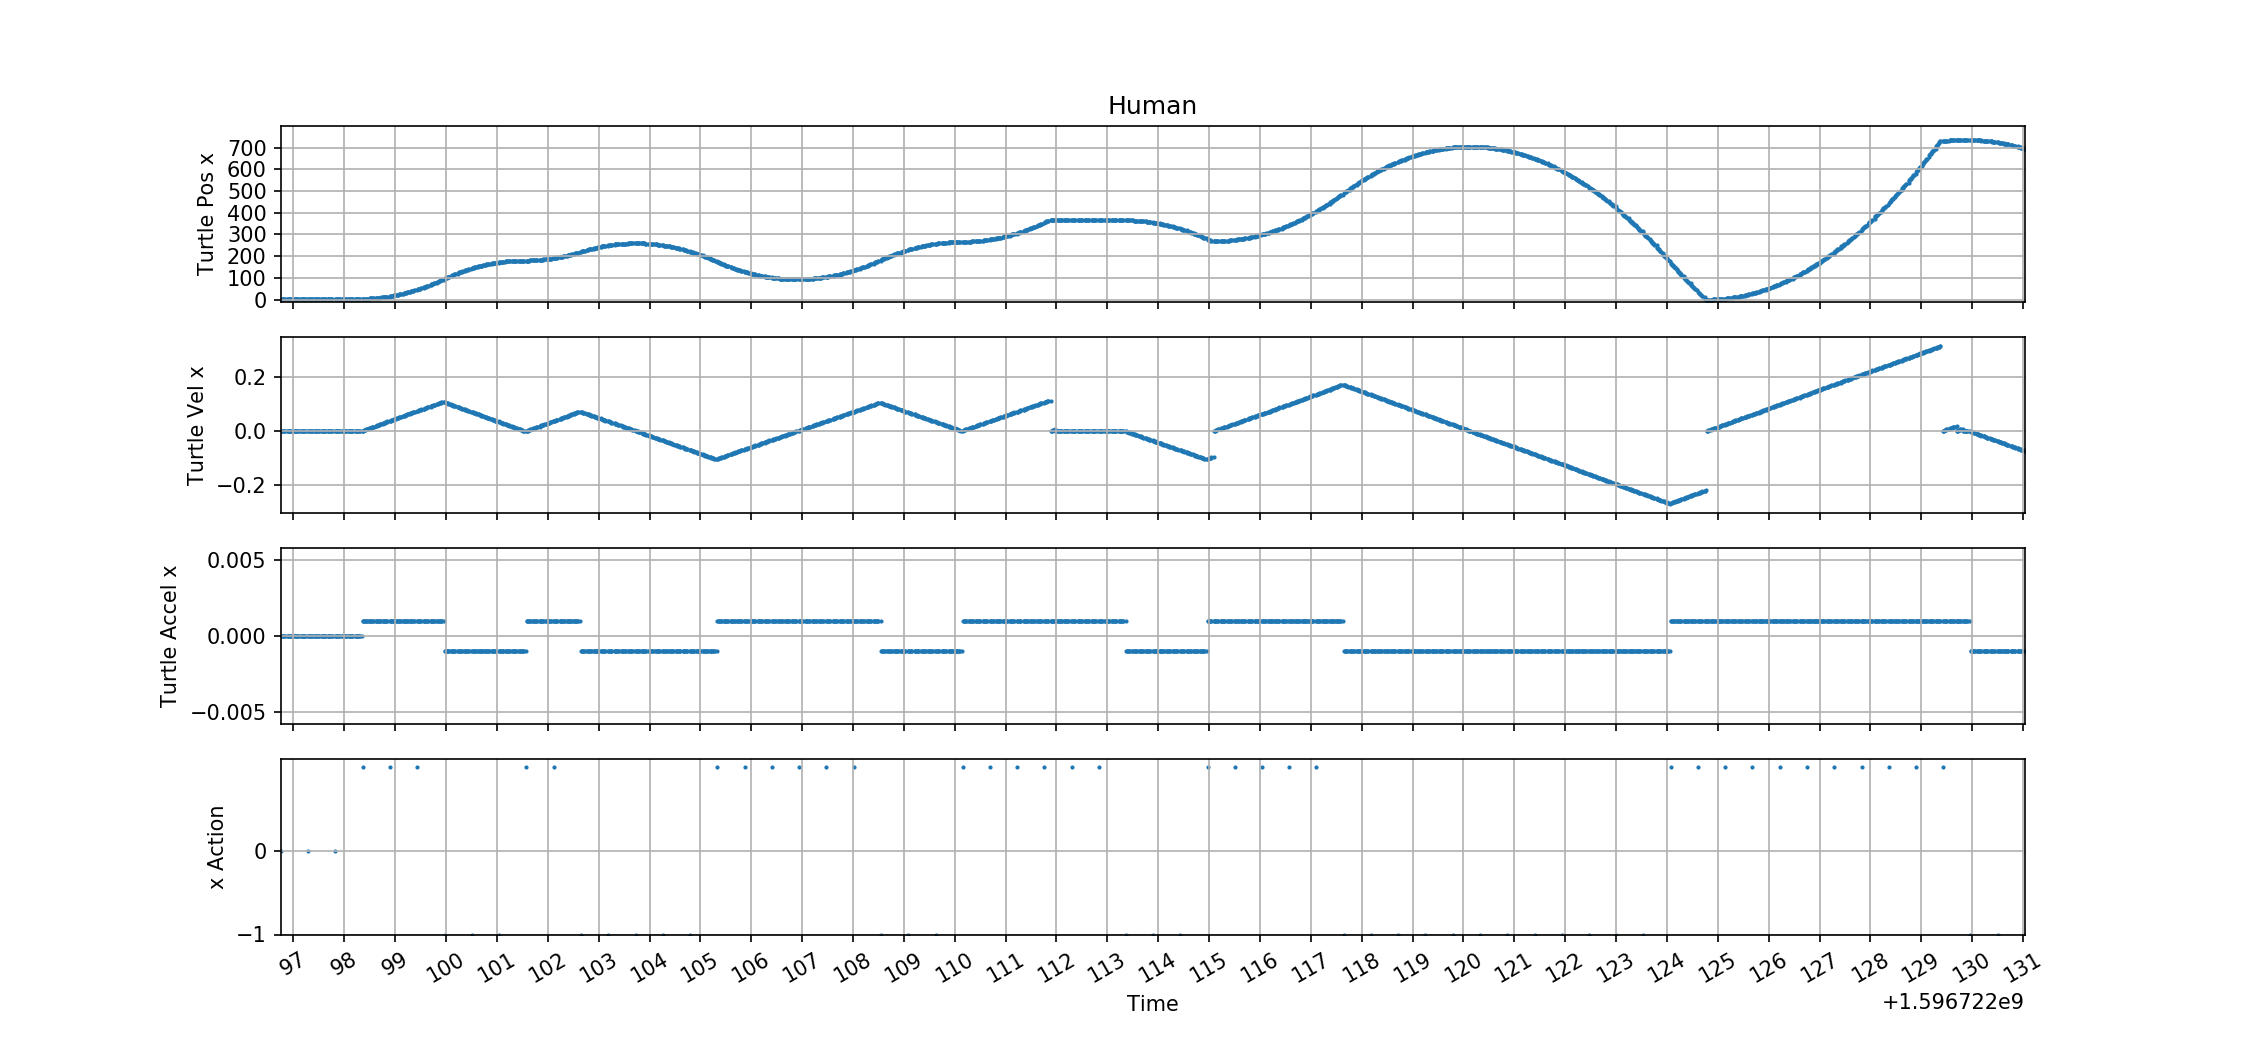 Human
Turtle Pos x
700
600
500
400
300
200
100
0
Turtle Vel x
0.2
0.0
−0.2
Turtle Accel x
0.005
0.000
−0.005
x Action
0
−1
97 98 99 100 101 102 103 104 105 106 107 108 109 110 111 112 113 114 115 116 117 118 119 120 121 122 123 124 125 126 127 128 129 130 131
Time
+1.596722e9